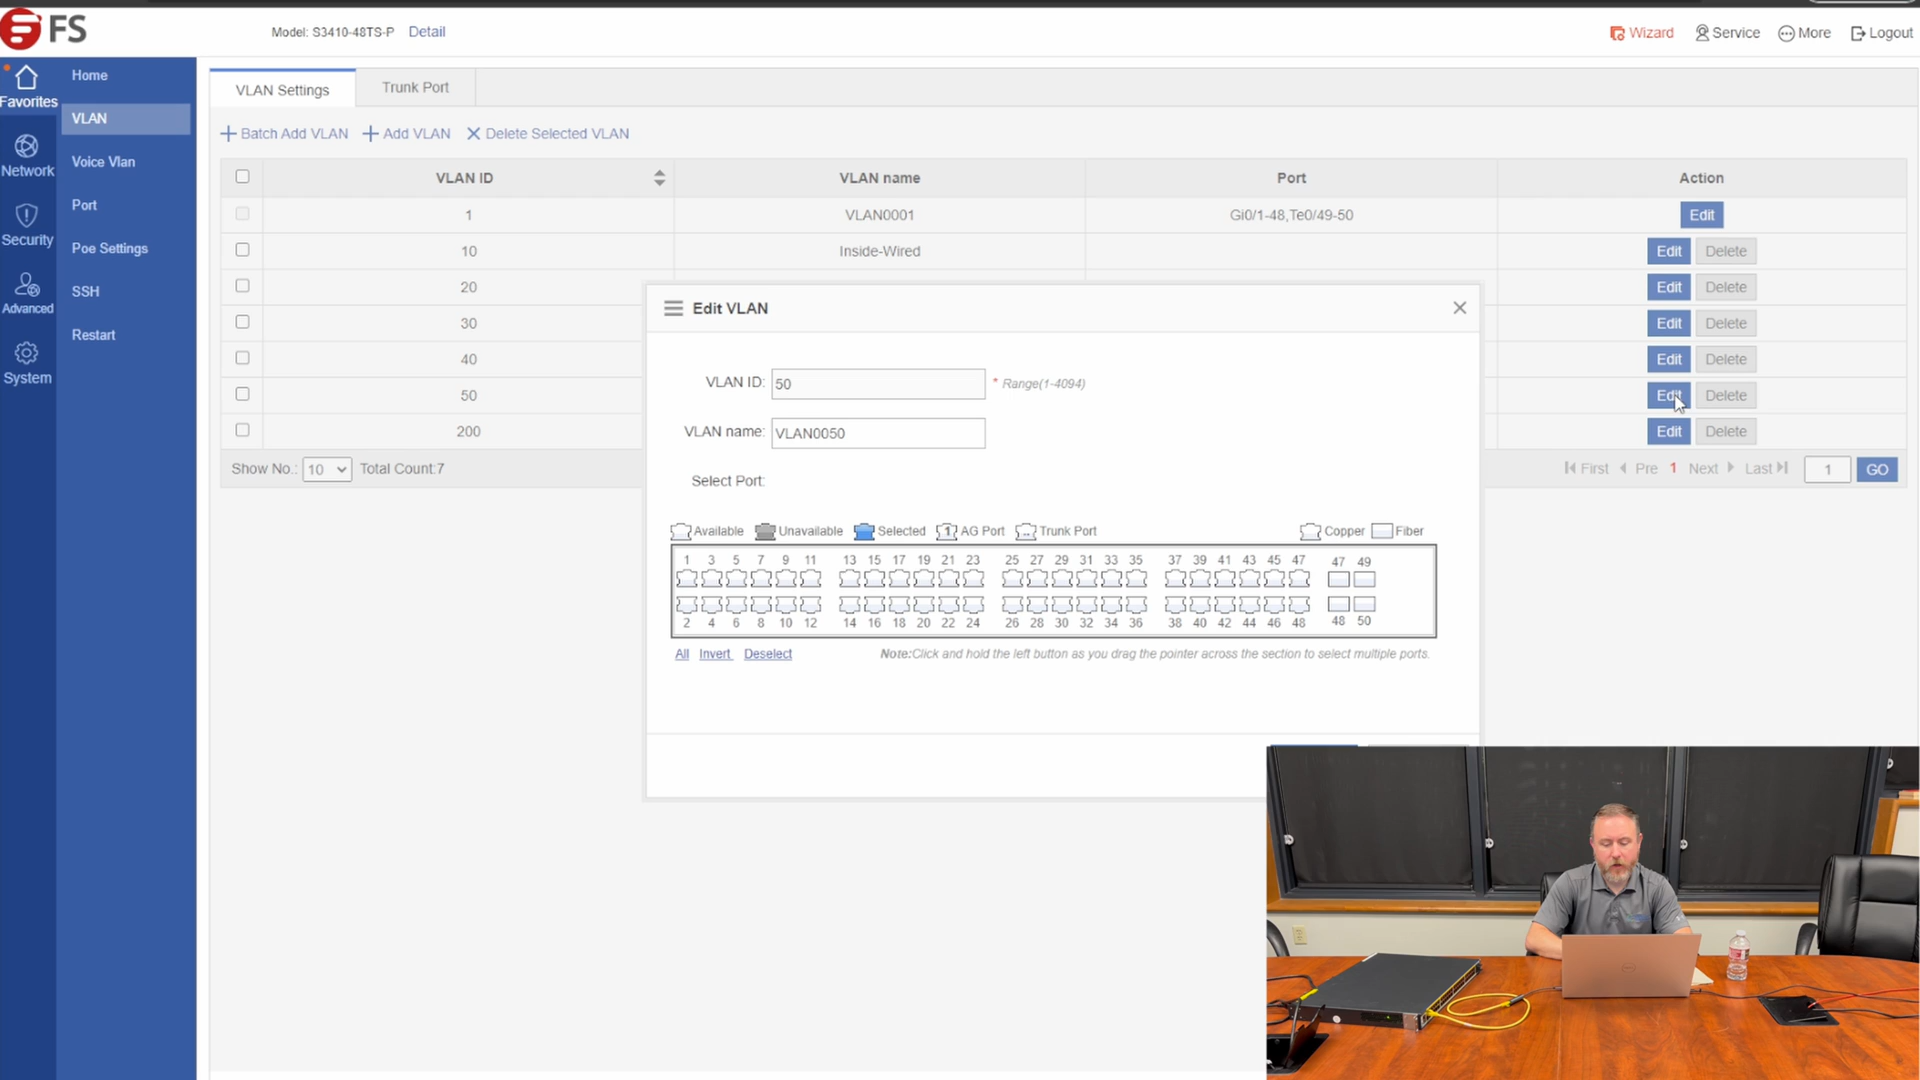 FS
Model: S3410-48TS-P Detail
Wizard Service More Logout
Favorites
Network
Security
Advanced
System
Home
VLAN
Voice Vlan
Port
Poe Settings
SSH
Restart
VLAN Settings Trunk Port
Batch Add VLAN Add VLAN Delete Selected VLAN
VLAN ID VLAN name Port Action
1 VLAN0001 Gi0/1-48,Te0/49-50 Edit
10 Inside-Wired Edit Delete
20 Edit Delete
30 Edit Delete
40 Edit Delete
50 Edit Delete
200 Edit Delete
Show No.: 10 Total Count:7 First Pre 1 Next Last 1 GO
Edit VLAN
VLAN ID: 50 * Range(1-4094)
VLAN name: VLAN0050
Select Port:
Available Unavailable Selected 1 AG Port Trunk Port Copper Fiber
1 3 5 7 9 11 13 15 17 19 21 23 25 27 29 31 33 35 37 39 41 43 45 47 47 49
2 4 6 8 10 12 14 16 18 20 22 24 26 28 30 32 34 36 38 40 42 44 46 48 48 50
All Invert Deselect Note:Click and hold the left button as you drag the pointer across the section to select multiple ports.